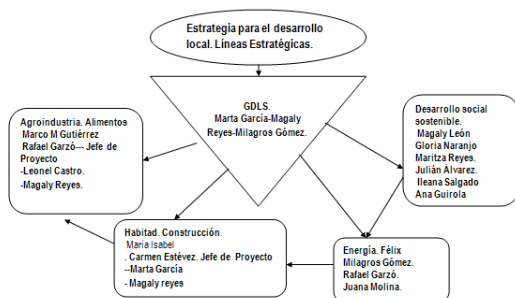 Estrategia para el desarrollo
local. Líneas Estratégicas.
GDLS.
Marta García-Magaly
Reyes-Milagros Gómez.
Agroindustria. Alimentos
Marco M Gutiérrez
Rafael Garzó--- Jefe de
Proyecto
-Leonel Castro.
-Magaly Reyes.
Desarrollo social
sostenible.
Magaly León
Gloria Naranjo
Maritza Reyes.
Julián Álvarez.
Ileana Salgado
Ana Guirola
Habitad. Construcción.
María Isabel
. Carmen Estévez. Jefe de Proyecto
--Marta García
- Magaly reyes
Energía. Félix
Milagros Gómez.
Rafael Garzó.
Juana Molina.